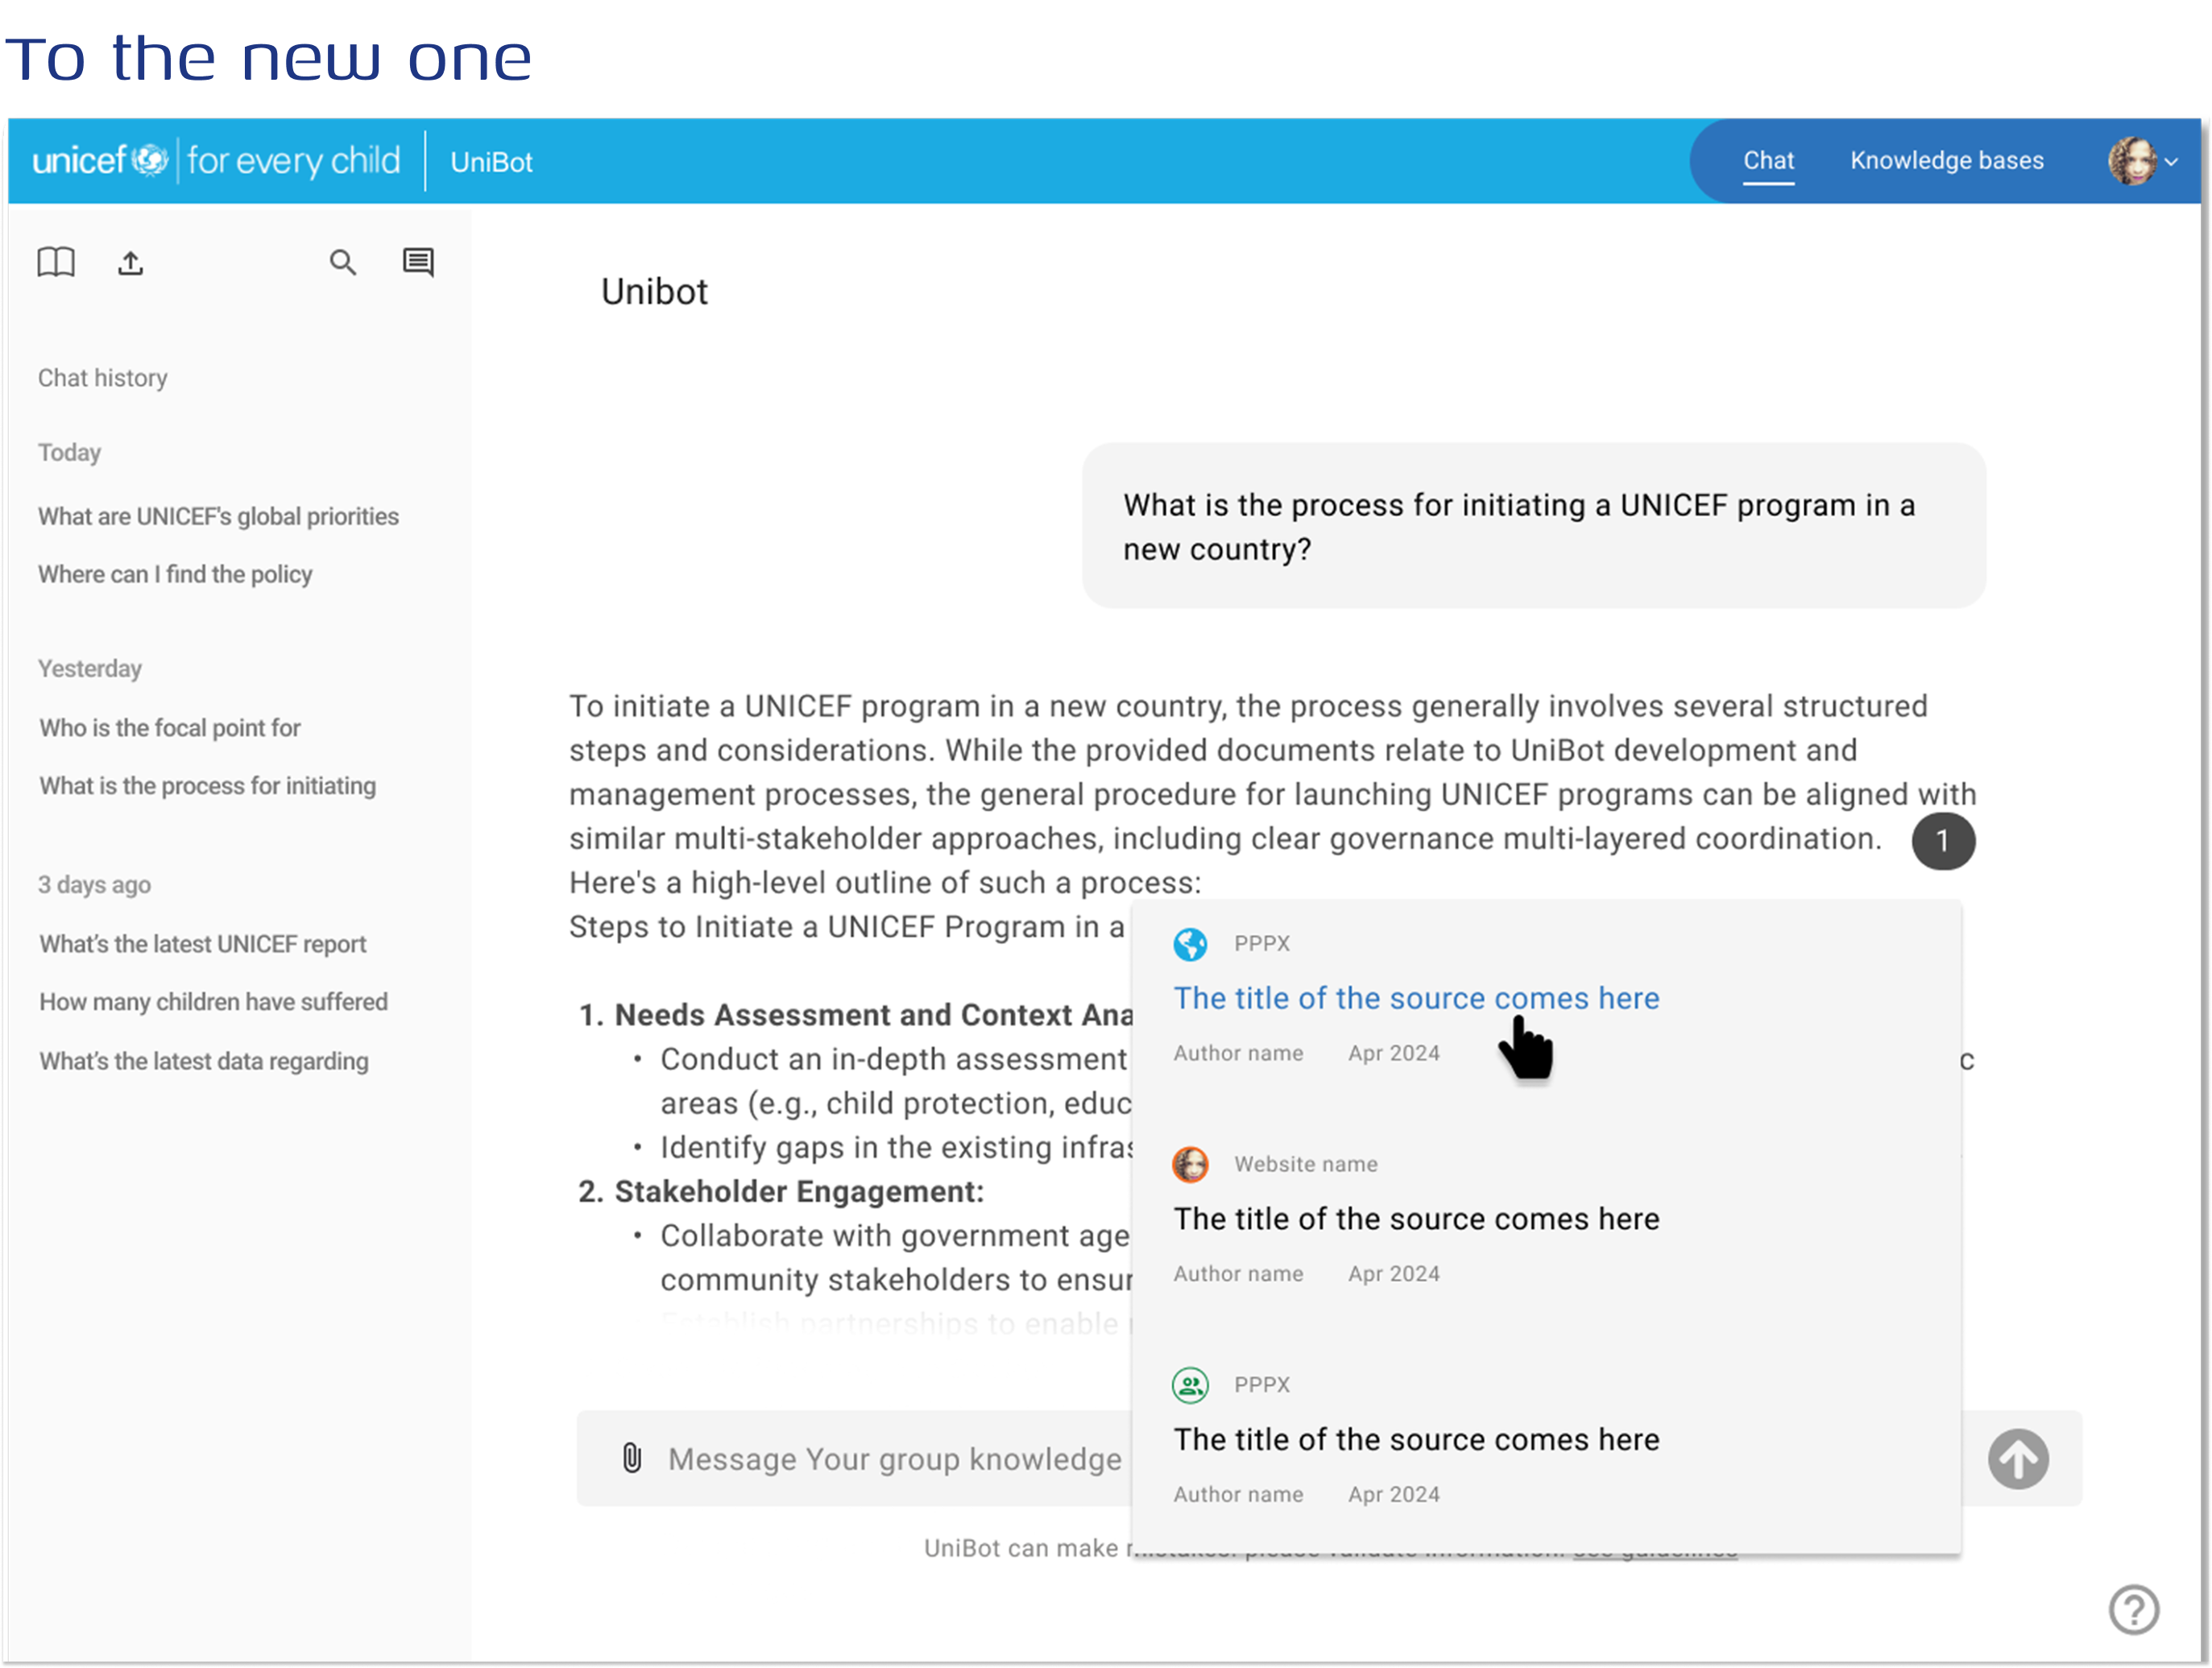 To the new one
unicef for every child UniBot Chat Knowledge bases
Unibot
Chat history
Today
What are UNICEF's global priorities
Where can I find the policy
Yesterday
Who is the focal point for
What is the process for initiating
3 days ago
What's the latest UNICEF report
How many children have suffered
What's the latest data regarding
What is the process for initiating a UNICEF program in a
new country?
To initiate a UNICEF program in a new country, the process generally involves several structured
steps and considerations. While the provided documents relate to UniBot development and
management processes, the general procedure for launching UNICEF programs can be aligned with
similar multi-stakeholder approaches, including clear governance multi-layered coordination. 1
Here's a high-level outline of such a process:
Steps to Initiate a UNICEF Program in a
1. Needs Assessment and Context Ana
• Conduct an in-depth assessment c
areas (e.g., child protection, educ
• Identify gaps in the existing infras
2. Stakeholder Engagement:
• Collaborate with government age
community stakeholders to ensur
Establish partnerships to enable
PPPX
The title of the source comes here
Author name Apr 2024
Website name
The title of the source comes here
Author name Apr 2024
PPPX
The title of the source comes here
Author name Apr 2024
Message Your group knowledge
UniBot can make
?